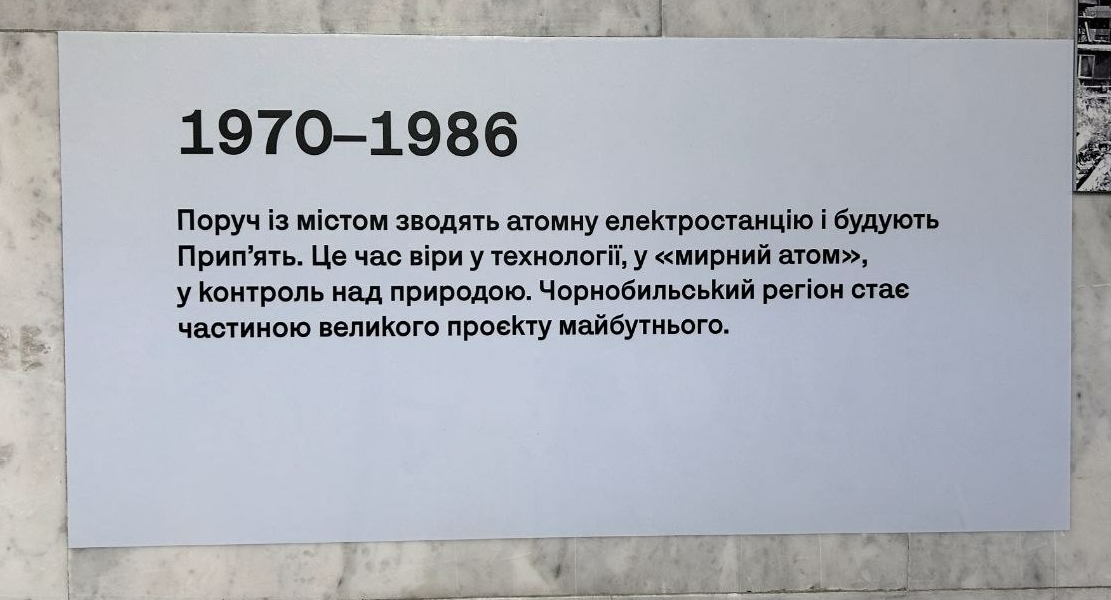 1970–1986
Поруч із містом зводять атомну електростанцію і будують
Прип’ять. Це час віри у технології, у «мирний атом»,
у контроль над природою. Чорнобильський регіон стає
частиною великого проєкту майбутнього.